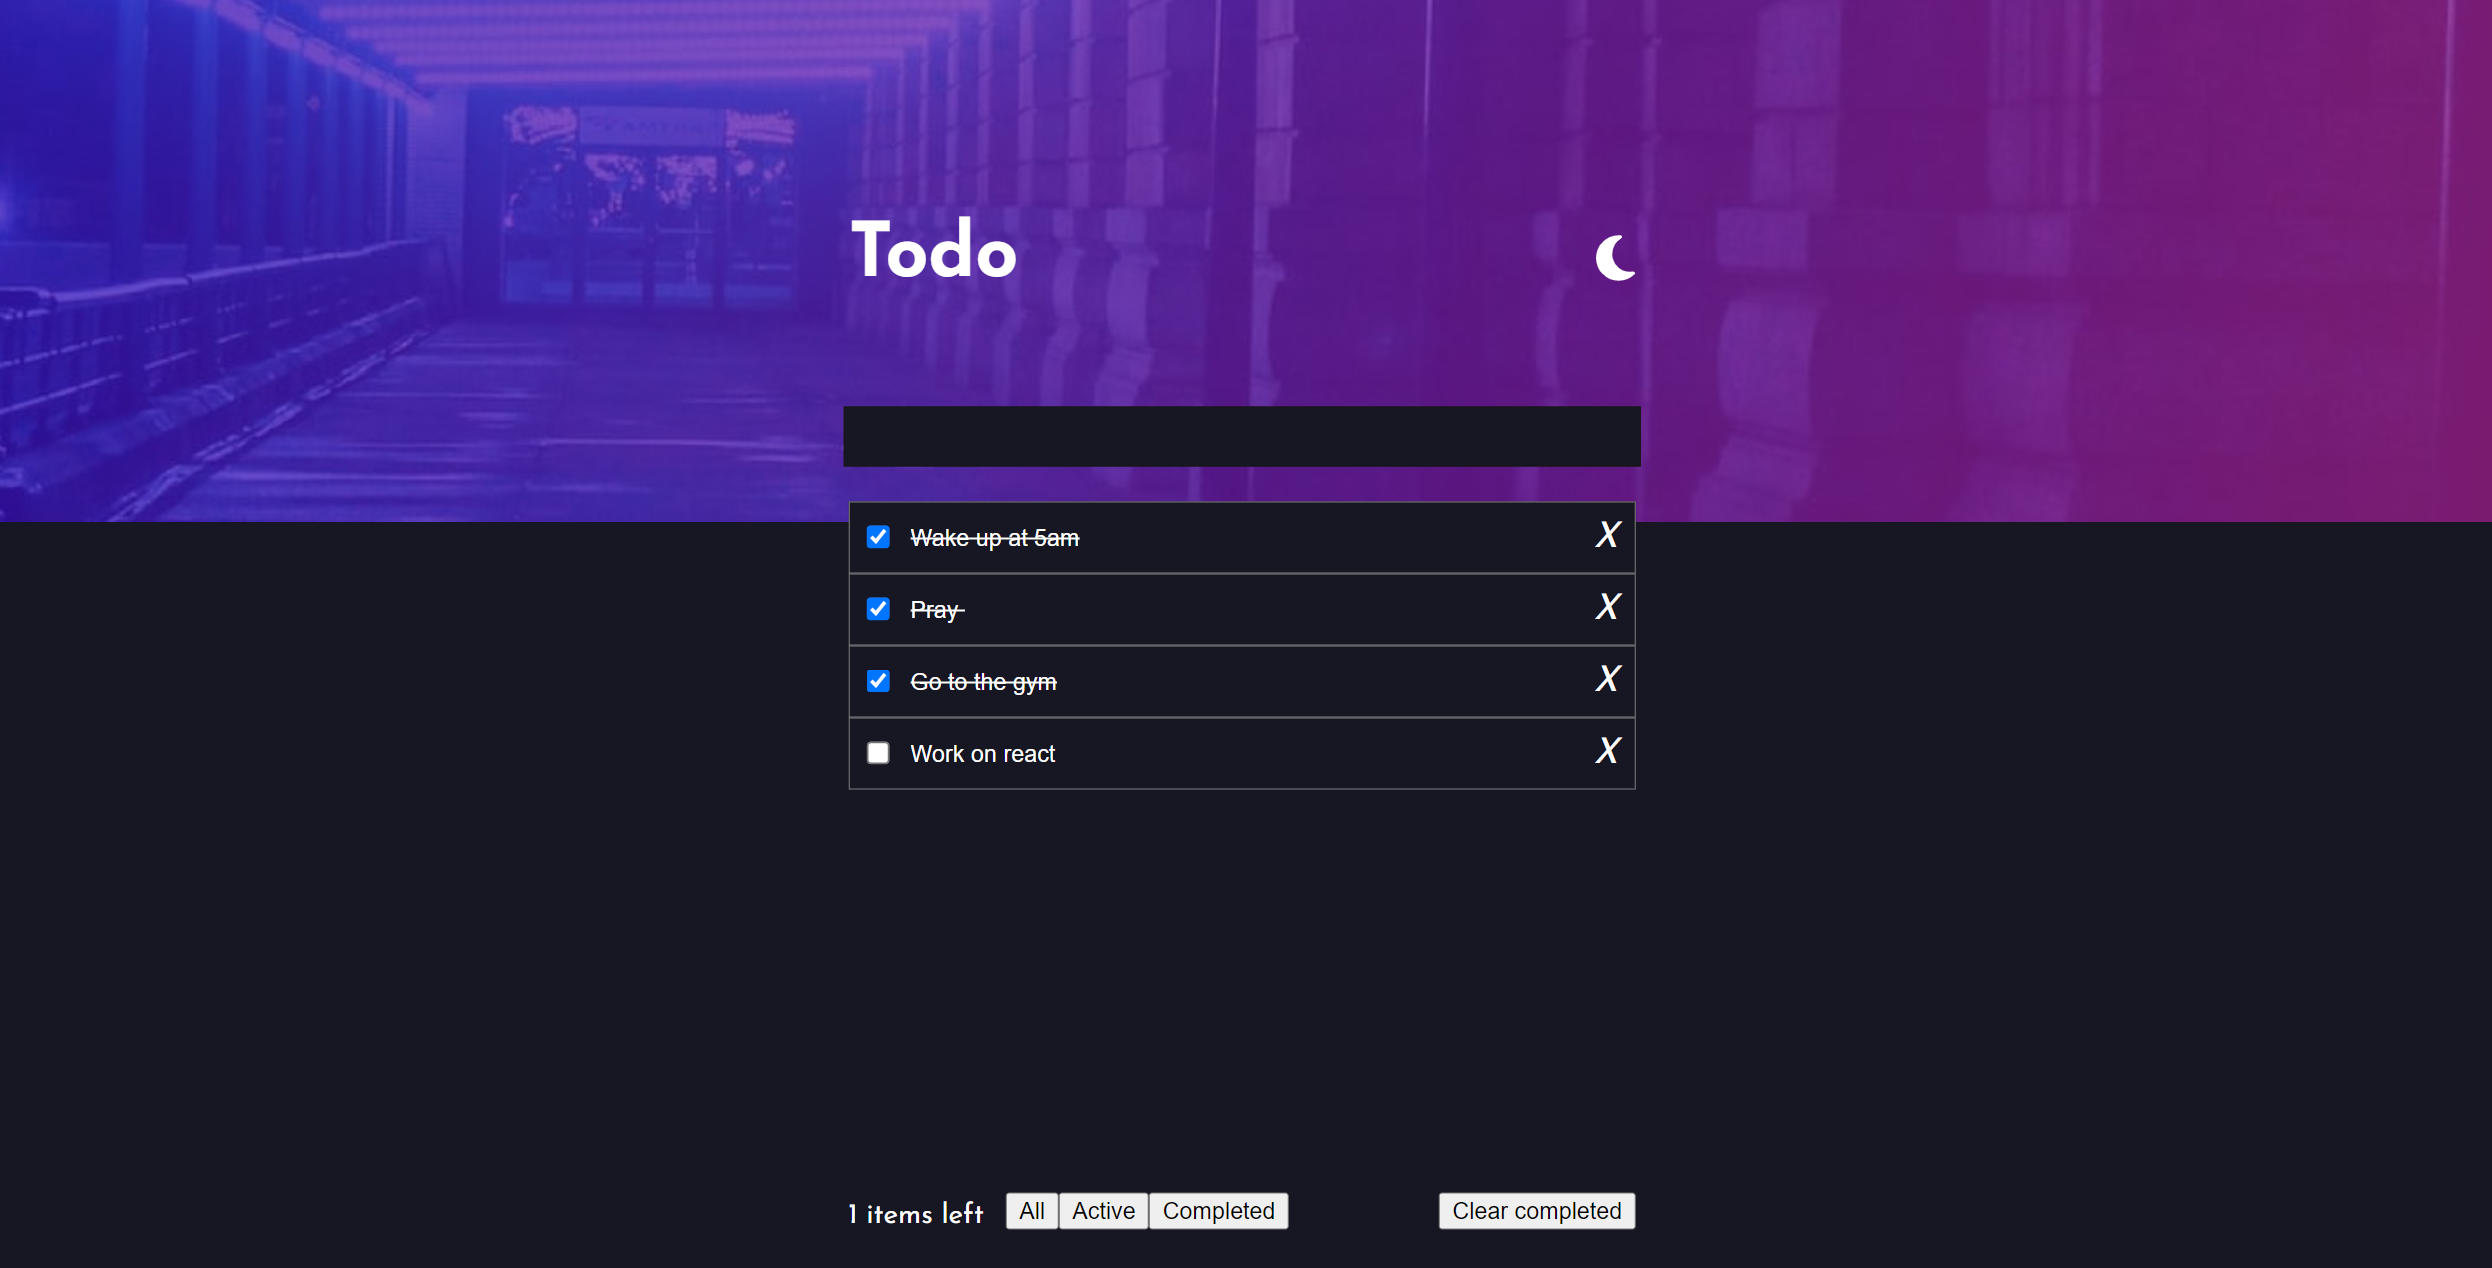 Todo
Wake up at 5am X
Pray X
Go to the gym X
Work on react X
1 items left All Active Completed Clear completed